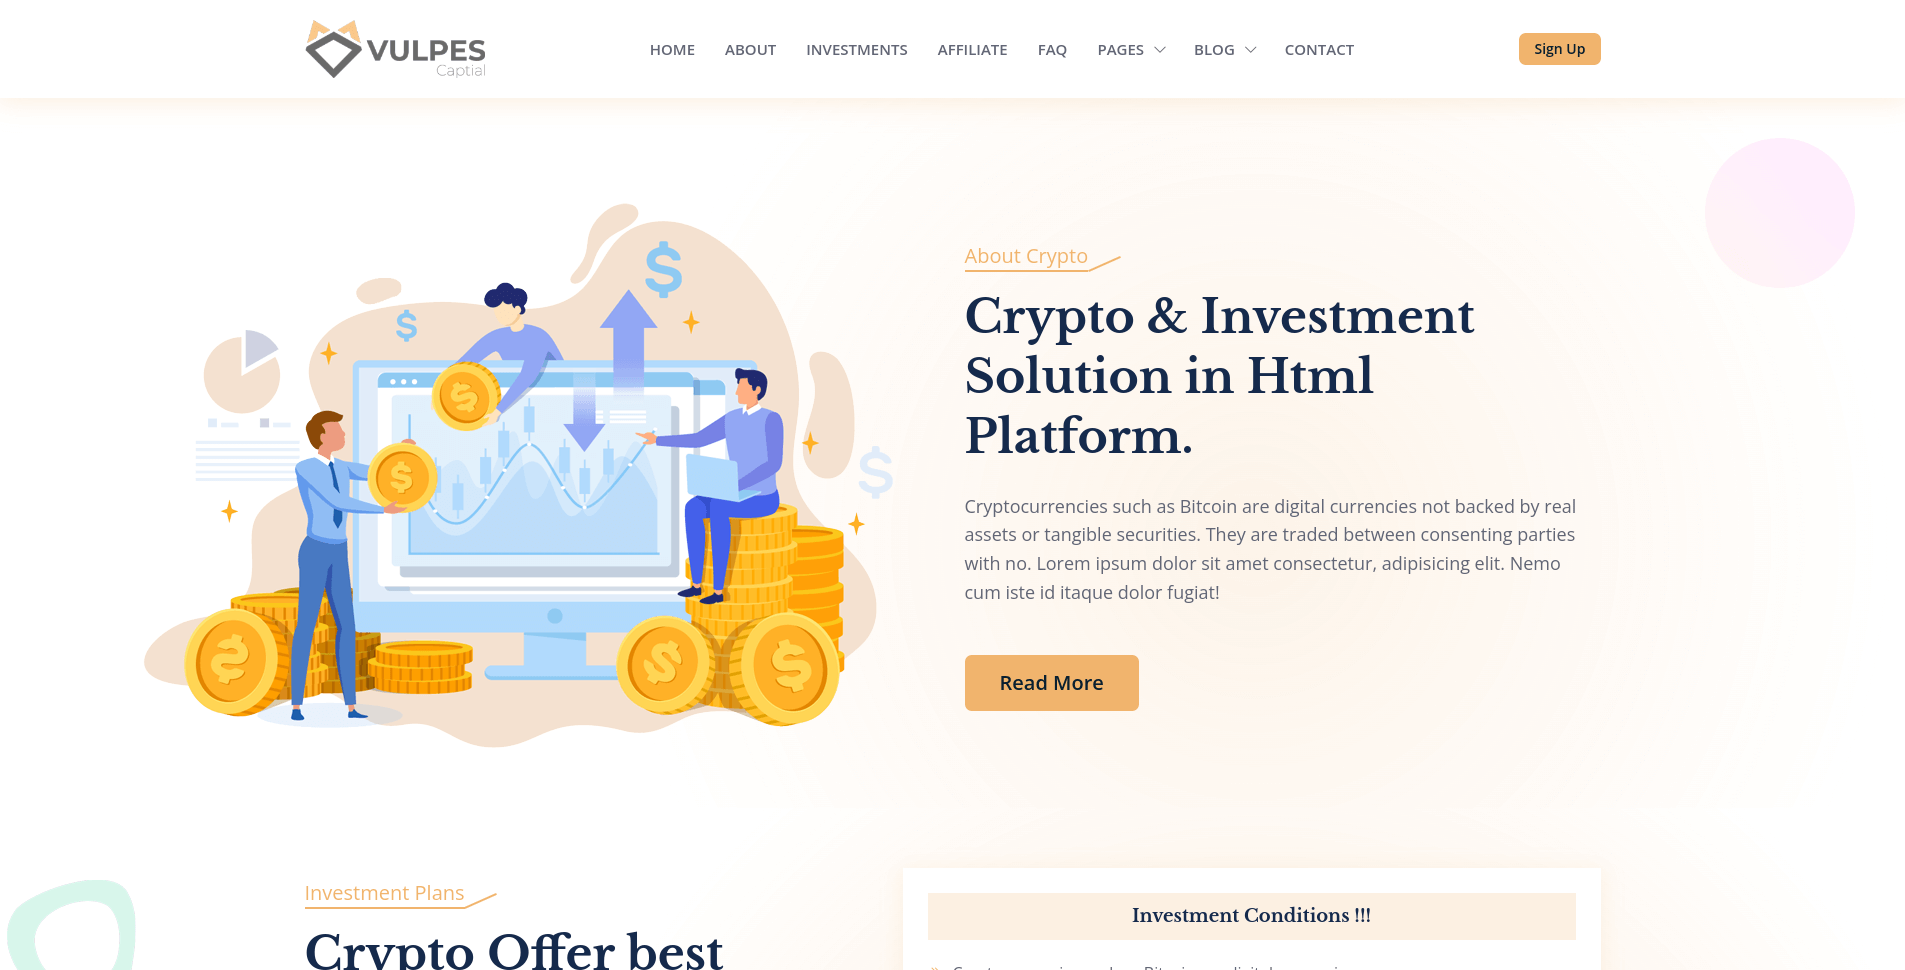 VULPES
Captial
HOME ABOUT INVESTMENTS AFFILIATE FAQ PAGES BLOG CONTACT
Sign Up
About Crypto
Crypto & Investment
Solution in Html
Platform.
Cryptocurrencies such as Bitcoin are digital currencies not backed by real
assets or tangible securities. They are traded between consenting parties
with no. Lorem ipsum dolor sit amet consectetur, adipisicing elit. Nemo
cum iste id itaque dolor fugiat!
Read More
Investment Plans
Crypto Offer best
Investment Conditions !!!